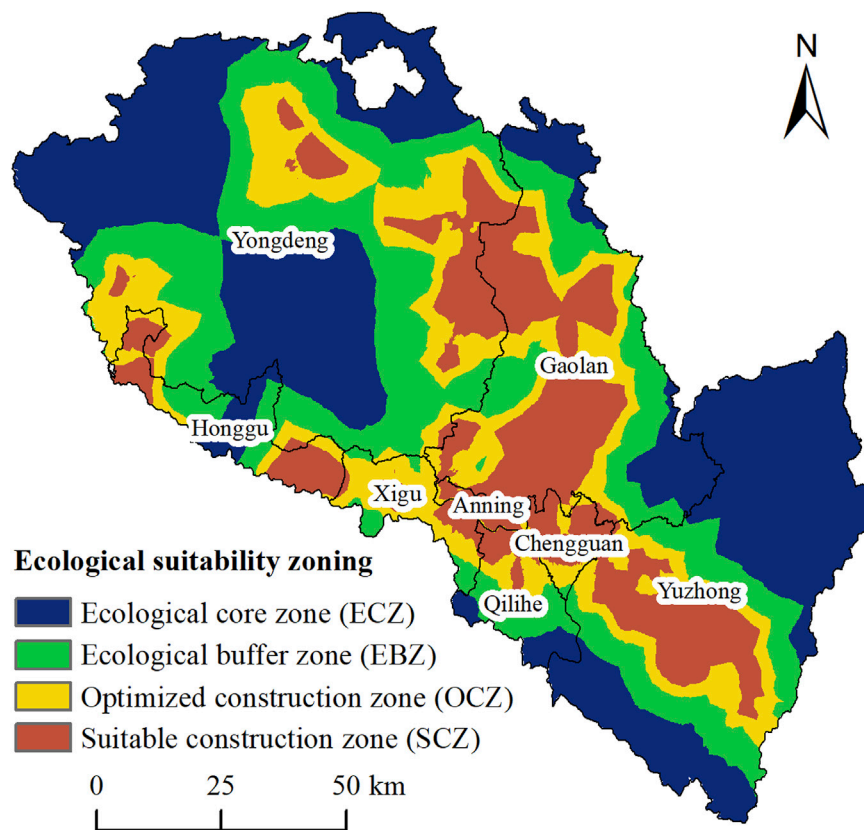 N
Yongdeng
Gaolan
Honggu
Xigu
Anning
Chengguan
Yuzhong
Qilihe
Ecological suitability zoning
Ecological core zone (ECZ)
Ecological buffer zone (EBZ)
Optimized construction zone (OCZ)
Suitable construction zone (SCZ)
0 25 50 km